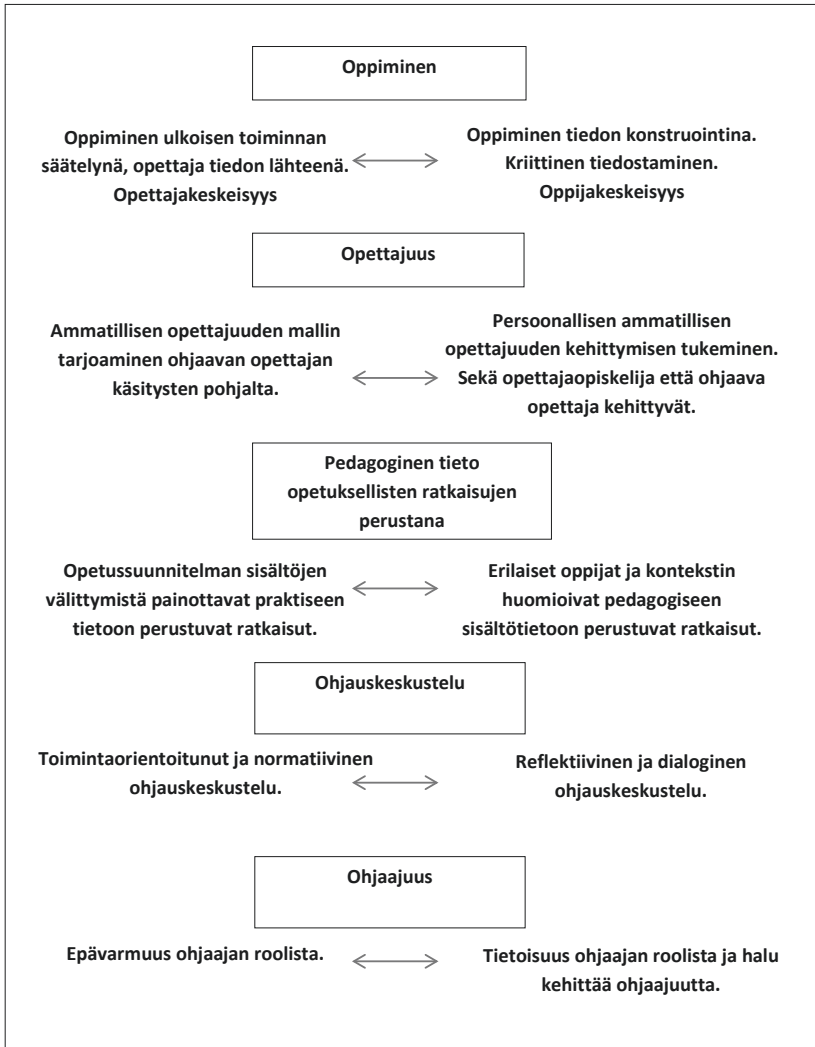 Oppiminen
Oppiminen ulkoisen toiminnan
säätelynä, opettaja tiedon lähteenä.
Opettajakeskeisyys
Oppiminen tiedon konstruointina.
Kriittinen tiedostaminen.
Oppijakeskeisyys
Opettajuus
Ammatillisen opettajuuden mallin
tarjoaminen ohjaavan opettajan
käsitysten pohjalta.
Persoonallisen ammatillisen
opettajuuden kehittymisen tukeminen.
Sekä opettajaopiskelija että ohjaava
opettaja kehittyvät.
Pedagoginen tieto
opetuksellisten ratkaisujen
perustana
Opetussuunnitelman sisältöjen
välittymistä painottavat praktiseen
tietoon perustuvat ratkaisut.
Erilaiset oppijat ja kontekstin
huomioivat pedagogiseen
sisältötietoon perustuvat ratkaisut.
Ohjauskeskustelu
Toimintaorientoitunut ja normatiivinen
ohjauskeskustelu.
Reflektiivinen ja dialoginen
ohjauskeskustelu.
Ohjaajuus
Epävarmuus ohjaajan roolista.
Tietoisuus ohjaajan roolista ja halu
kehittää ohjaajuutta.